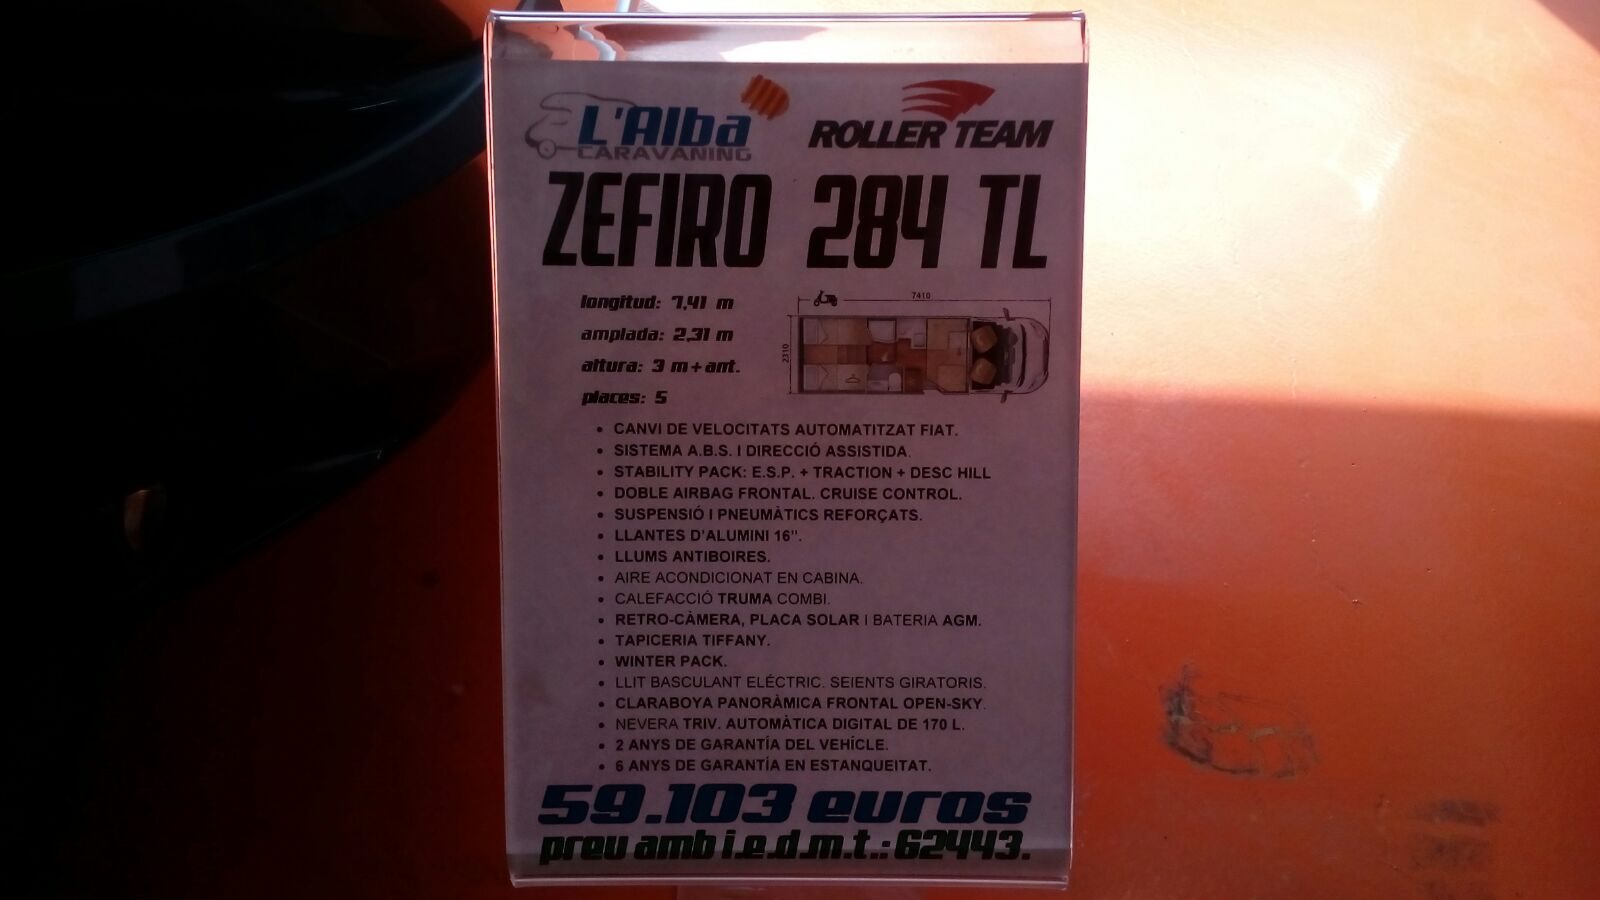 L'Alba
CARAVANING
ROLLER TEAM
ZEFIRO 284 TL
longitud: 7,41 m
amplada: 2,31 m
altura: 3 m + ant.
places: 5
7410
2310
• CANVI DE VELOCITATS AUTOMATITZAT FIAT.
• SISTEMA A.B.S. I DIRECCIÓ ASSISTIDA.
• STABILITY PACK: E.S.P. + TRACTION + DESC HILL
• DOBLE AIRBAG FRONTAL. CRUISE CONTROL.
• SUSPENSIÓ I PNEUMÀTICS REFORÇATS.
• LLANTES D'ALUMINI 16".
• LLUMS ANTIBOIRES.
• AIRE ACONDICIONAT EN CABINA.
• CALEFACCIÓ TRUMA COMBI.
• RETRO-CÀMERA, PLACA SOLAR I BATERIA AGM.
• TAPICERIA TIFFANY.
• WINTER PACK.
• LLIT BASCULANT ELÉCTRIC. SEIENTS GIRATORIS.
• CLARABOYA PANORÀMICA FRONTAL OPEN-SKY.
• NEVERA TRIV. AUTOMÀTICA DIGITAL DE 170 L.
• 2 ANYS DE GARANTÍA DEL VEHÍCLE.
• 6 ANYS DE GARANTÍA EN ESTANQUEITAT.
59.103 euros
preu amb i.e.d.m.t.: 62443.